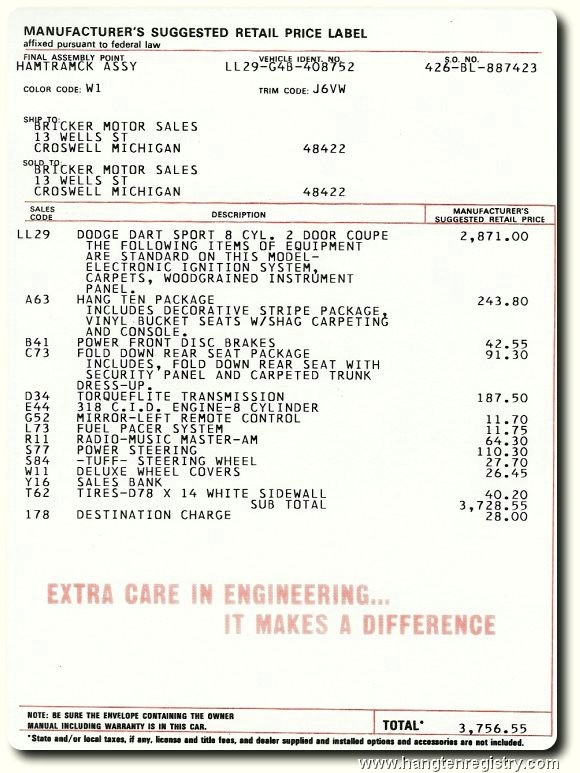 MANUFACTURER'S SUGGESTED RETAIL PRICE LABEL
affixed pursuant to federal law
FINAL ASSEMBLY POINT VEHICLE IDENT. NO. S.O. NO.
HAMTRAMCK ASSY LL29-G4B-408752 426-BL-887423
COLOR CODE: W1 TRIM CODE: J6VW
SHIP TO:
BRICKER MOTOR SALES
13 WELLS ST
CROSWELL MICHIGAN 48422
SOLD TO:
BRICKER MOTOR SALES
13 WELLS ST
CROSWELL MICHIGAN 48422
SALES CODE DESCRIPTION MANUFACTURER'S SUGGESTED RETAIL PRICE
LL29 DODGE DART SPORT 8 CYL. 2 DOOR COUPE 2,871.00
THE FOLLOWING ITEMS OF EQUIPMENT
ARE STANDARD ON THIS MODEL-
ELECTRONIC IGNITION SYSTEM,
CARPETS, WOODGRAINED INSTRUMENT
PANEL.
A63 HANG TEN PACKAGE 243.80
INCLUDES DECORATIVE STRIPE PACKAGE,
VINYL BUCKET SEATS W/SHAG CARPETING
AND CONSOLE.
B41 POWER FRONT DISC BRAKES 42.55
C73 FOLD DOWN REAR SEAT PACKAGE 91.30
INCLUDES, FOLD DOWN REAR SEAT WITH
SECURITY PANEL AND CARPETED TRUNK
DRESS-UP.
D34 TORQUEFLITE TRANSMISSION 187.50
E44 318 C.I.D. ENGINE-8 CYLINDER
G52 MIRROR-LEFT REMOTE CONTROL 11.70
L73 FUEL PACER SYSTEM 11.75
R11 RADIO-MUSIC MASTER-AM 64.30
S77 POWER STEERING 110.30
S84 -TUFF- STEERING WHEEL 27.70
W11 DELUXE WHEEL COVERS 26.45
Y16 SALES BANK
T62 TIRES-D78 X 14 WHITE SIDEWALL 40.20
SUB TOTAL 3,728.55
178 DESTINATION CHARGE 28.00
EXTRA CARE IN ENGINEERING...
IT MAKES A DIFFERENCE
NOTE: BE SURE THE ENVELOPE CONTAINING THE OWNER
MANUAL INCLUDING WARRANTY IS IN THIS CAR.
TOTAL* 3,756.55
*State and/or local taxes, if any, license and title fees, and dealer supplied and installed options and accessories are not included.
www.hangtenregistry.com